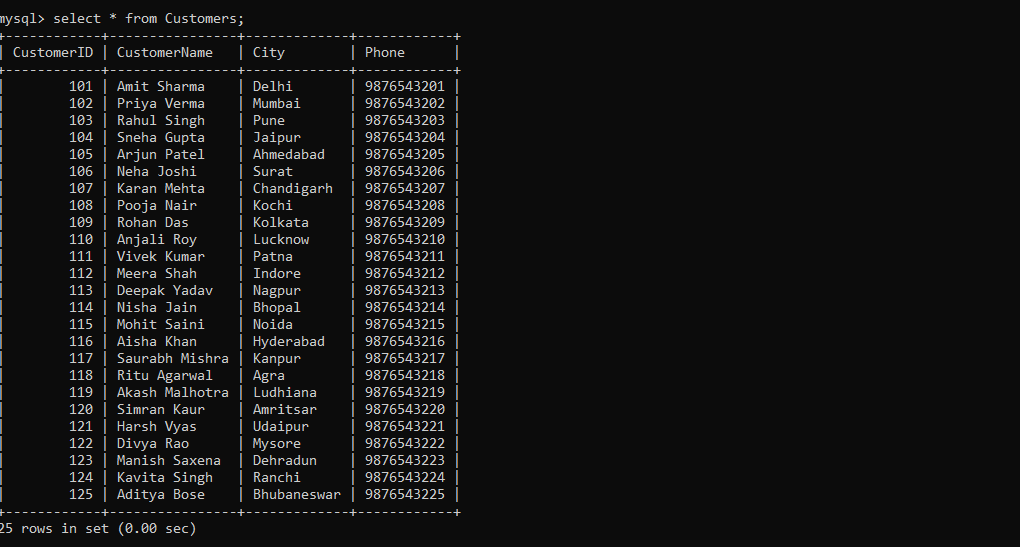 mysql> select * from Customers;
+------------+----------------+-------------+------------+
| CustomerID | CustomerName   | City        | Phone      |
+------------+----------------+-------------+------------+
|        101 | Amit Sharma    | Delhi       | 9876543201 |
|        102 | Priya Verma    | Mumbai      | 9876543202 |
|        103 | Rahul Singh    | Pune        | 9876543203 |
|        104 | Sneha Gupta    | Jaipur      | 9876543204 |
|        105 | Arjun Patel    | Ahmedabad   | 9876543205 |
|        106 | Neha Joshi     | Surat       | 9876543206 |
|        107 | Karan Mehta    | Chandigarh  | 9876543207 |
|        108 | Pooja Nair     | Kochi       | 9876543208 |
|        109 | Rohan Das      | Kolkata     | 9876543209 |
|        110 | Anjali Roy     | Lucknow     | 9876543210 |
|        111 | Vivek Kumar    | Patna       | 9876543211 |
|        112 | Meera Shah     | Indore      | 9876543212 |
|        113 | Deepak Yadav   | Nagpur      | 9876543213 |
|        114 | Nisha Jain     | Bhopal      | 9876543214 |
|        115 | Mohit Saini    | Noida       | 9876543215 |
|        116 | Aisha Khan     | Hyderabad   | 9876543216 |
|        117 | Saurabh Mishra | Kanpur      | 9876543217 |
|        118 | Ritu Agarwal   | Agra        | 9876543218 |
|        119 | Akash Malhotra | Ludhiana    | 9876543219 |
|        120 | Simran Kaur    | Amritsar    | 9876543220 |
|        121 | Harsh Vyas     | Udaipur     | 9876543221 |
|        122 | Divya Rao      | Mysore      | 9876543222 |
|        123 | Manish Saxena  | Dehradun    | 9876543223 |
|        124 | Kavita Singh   | Ranchi      | 9876543224 |
|        125 | Aditya Bose    | Bhubaneswar | 9876543225 |
+------------+----------------+-------------+------------+
25 rows in set (0.00 sec)